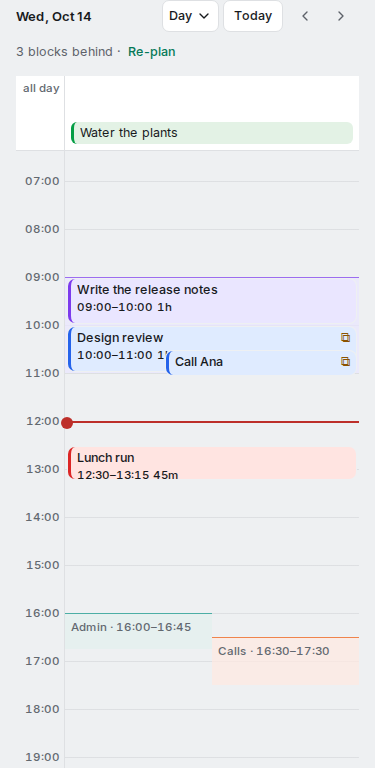 Wed, Oct 14
Day
Today
3 blocks behind · Re-plan
all day
Water the plants
07:00
08:00
09:00
Write the release notes
09:00–10:00 1h
10:00
Design review
10:00–11:00 1
Call Ana
11:00
12:00
Lunch run
12:30–13:15 45m
13:00
14:00
15:00
16:00
Admin · 16:00–16:45
Calls · 16:30–17:30
17:00
18:00
19:00